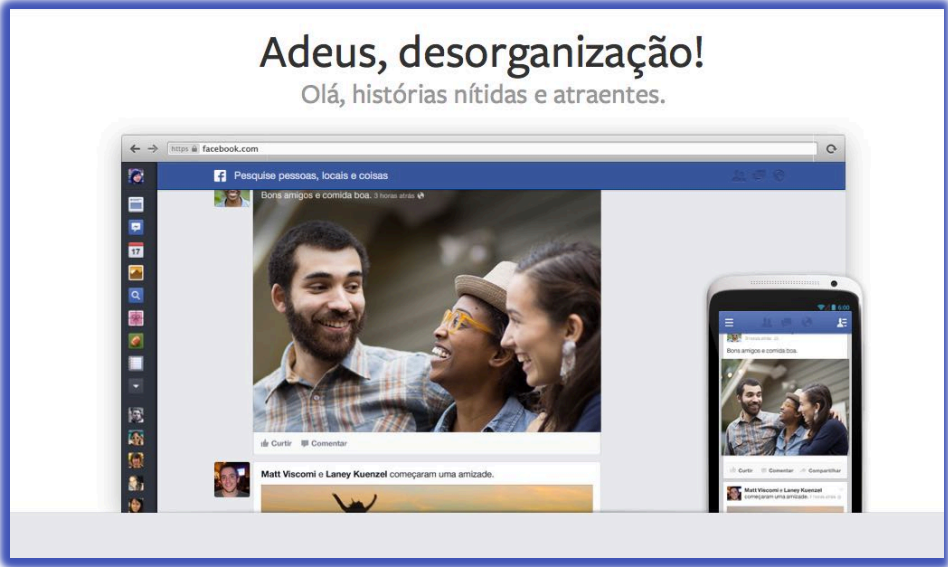 Adeus, desorganização!
Olá, histórias nítidas e atraentes.
https facebook.com
Pesquise pessoas, locais e coisas
Bons amigos e comida boa. 3 horas atrás
17
Curtir Comentar
Matt Viscomi e Laney Kuenzel começaram uma amizade.
6:00
Bons amigos e comida boa.
Curtir Comentar Compartilhar
Matt Viscomi e Laney Kuenzel
começaram uma amizade.